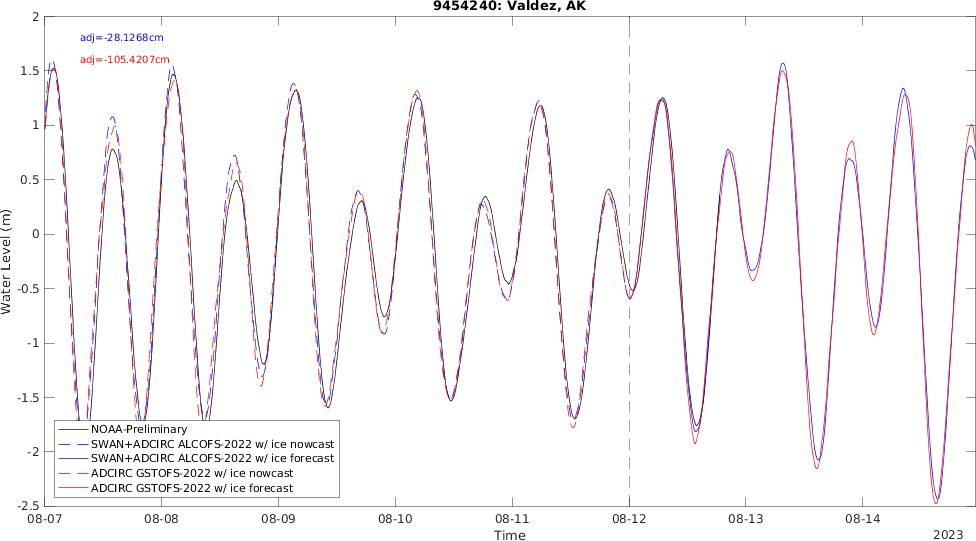 9454240: Valdez, AK
adj=-28.1268cm
adj=-105.4207cm
Water Level (m)
2
1.5
1
0.5
0
-0.5
-1
-1.5
-2
-2.5
NOAA-Preliminary
SWAN+ADCIRC ALCOFS-2022 w/ ice nowcast
SWAN+ADCIRC ALCOFS-2022 w/ ice forecast
ADCIRC GSTOFS-2022 w/ ice nowcast
ADCIRC GSTOFS-2022 w/ ice forecast
08-07 08-08 08-09 08-10 08-11 08-12 08-13 08-14
Time
2023